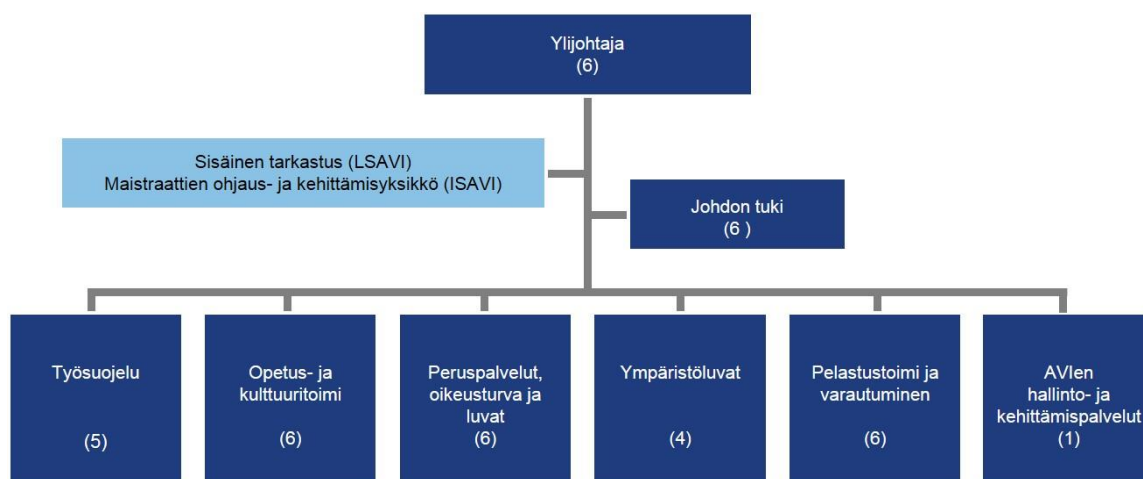 Ylijohtaja
(6)
Sisäinen tarkastus (LSAVI)
Maistraattien ohjaus- ja kehittämisyksikkö (ISAVI)
Johdon tuki
(6 )
Työsuojelu
(5)
Opetus- ja
kulttuuritoimi
(6)
Peruspalvelut,
oikeusturva ja
luvat
(6)
Ympäristöluvat
(4)
Pelastustoimi ja
varautuminen
(6)
AVIen
hallinto- ja
kehittämispalvelut
(1)